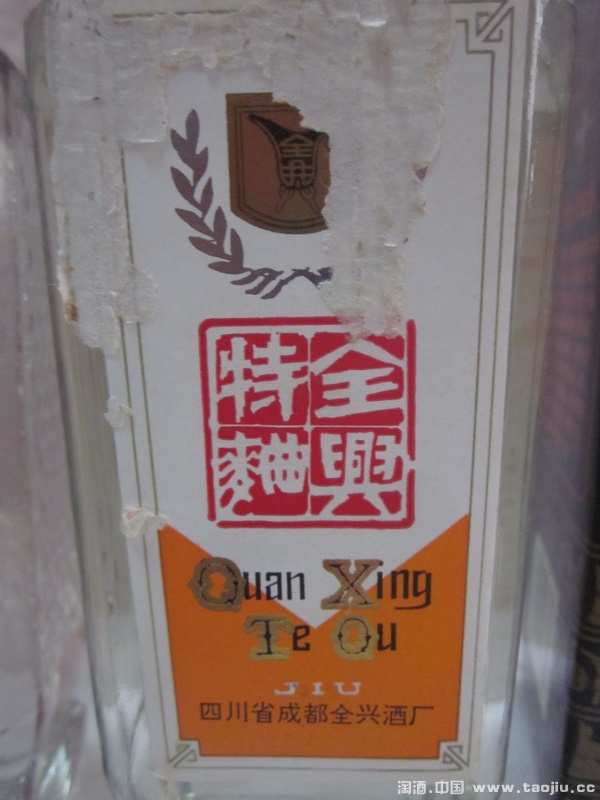 全興
特麯
Quan Xing
Te Qu
JIU
四川省成都全兴酒厂
淘酒.中国 www.taojiu.cc